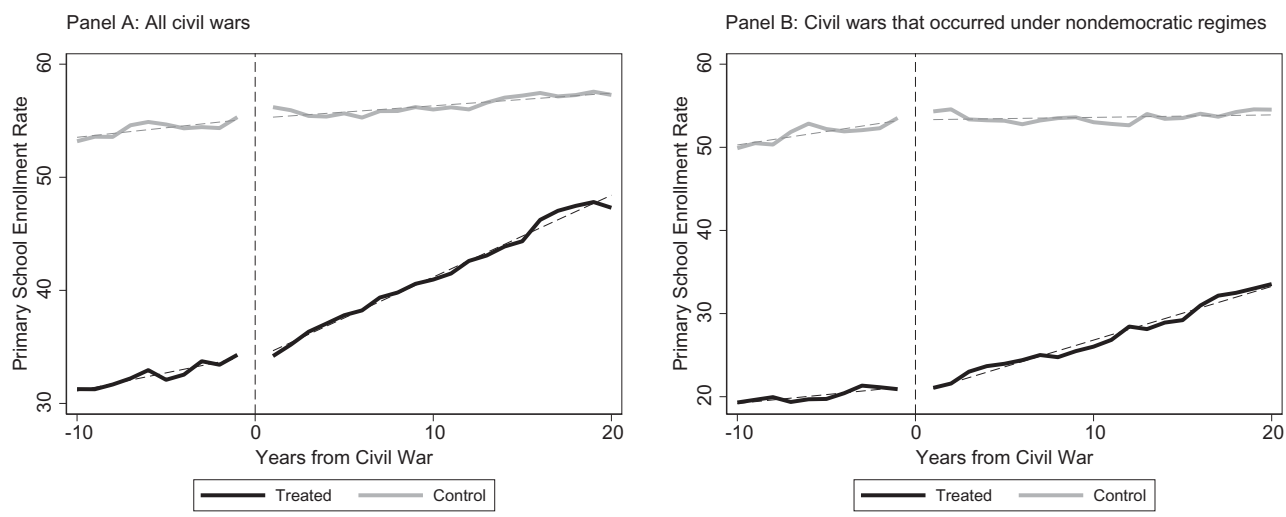 Panel A: All civil wars
Primary School Enrollment Rate
60
50
40
30
-10 0 10 20
Years from Civil War
Treated Control
Panel B: Civil wars that occurred under nondemocratic regimes
Primary School Enrollment Rate
60
50
40
30
20
-10 0 10 20
Years from Civil War
Treated Control